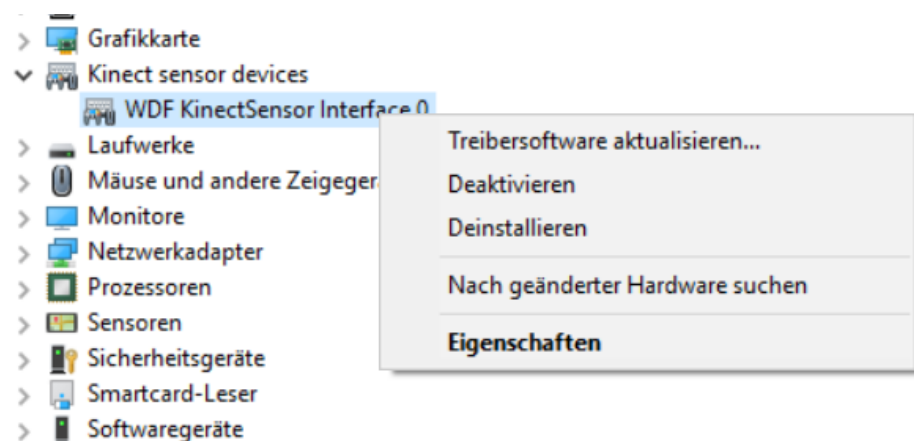 Grafikkarte
Kinect sensor devices
WDF KinectSensor Interface 0
Laufwerke
Mäuse und andere
Monitore
Netzwerkadapter
Prozessoren
Sensoren
Sicherheitsgeräte
Smartcard-Leser
Softwaregeräte
Treibersoftware aktualisieren...
Deaktivieren
Deinstallieren
Nach geänderter Hardware suchen
Eigenschaften